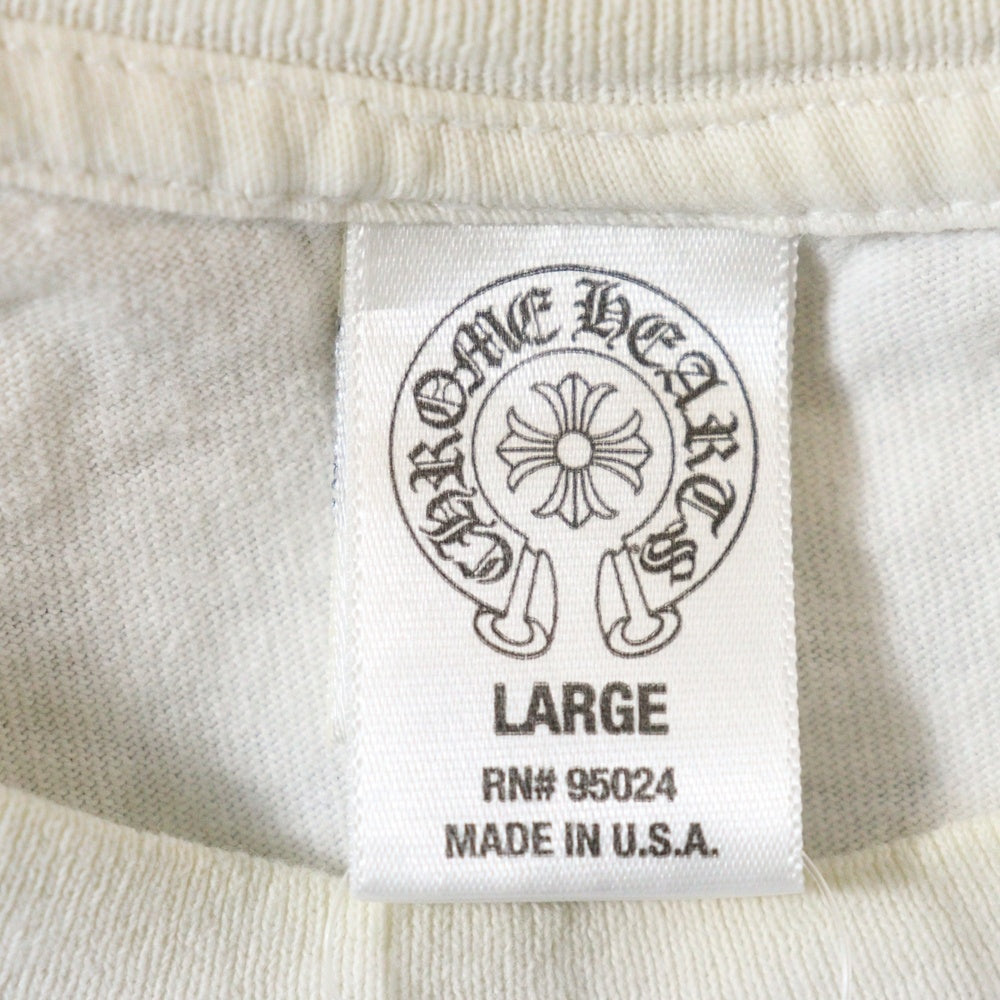 CHROME HEARTS
LARGE
RN# 95024
MADE IN U.S.A.